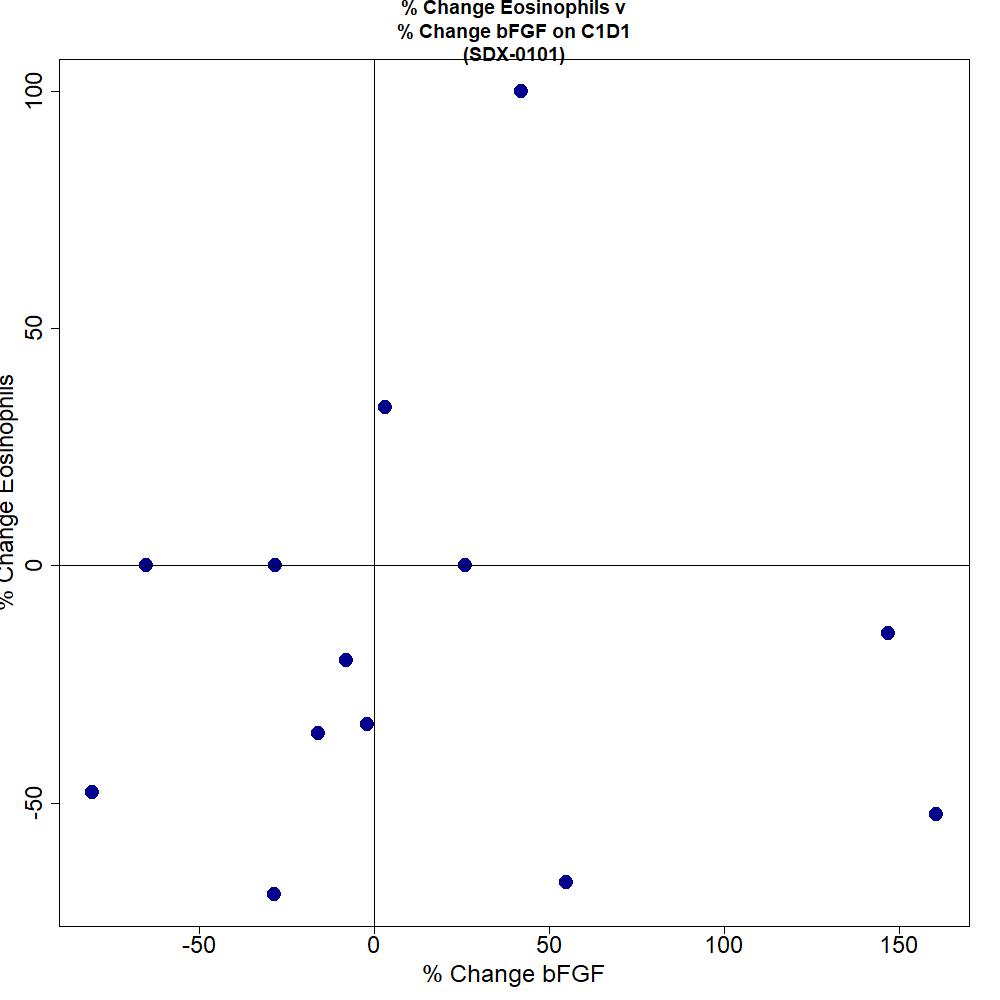 % Change Eosinophils v
% Change bFGF on C1D1
(SDX-0101)
100
50
0
-50
% Change Eosinophils
-50
0
50
100
150
% Change bFGF